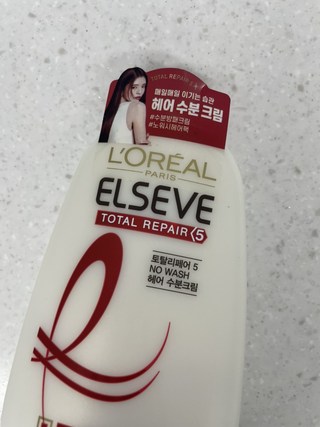 TOTAL REPAIR 5
매일매일 이기는 습관
헤어 수분 크림
#수분방패크림
#노워시헤어팩
L'ORÉAL
PARIS
ELSEVE
TOTAL REPAIR 5
토탈리페어 5
NO WASH
헤어 수분크림